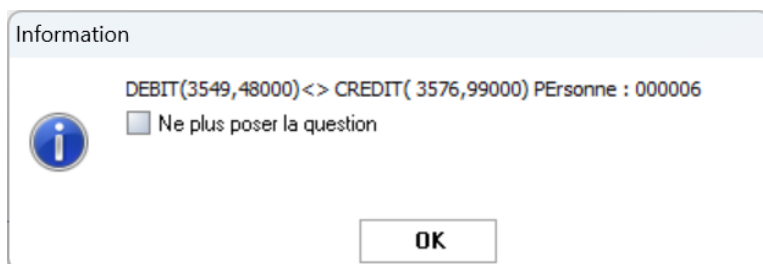 Information
DEBIT(3549,48000)<> CREDIT( 3576,99000) PErsonne : 000006
Ne plus poser la question
OK